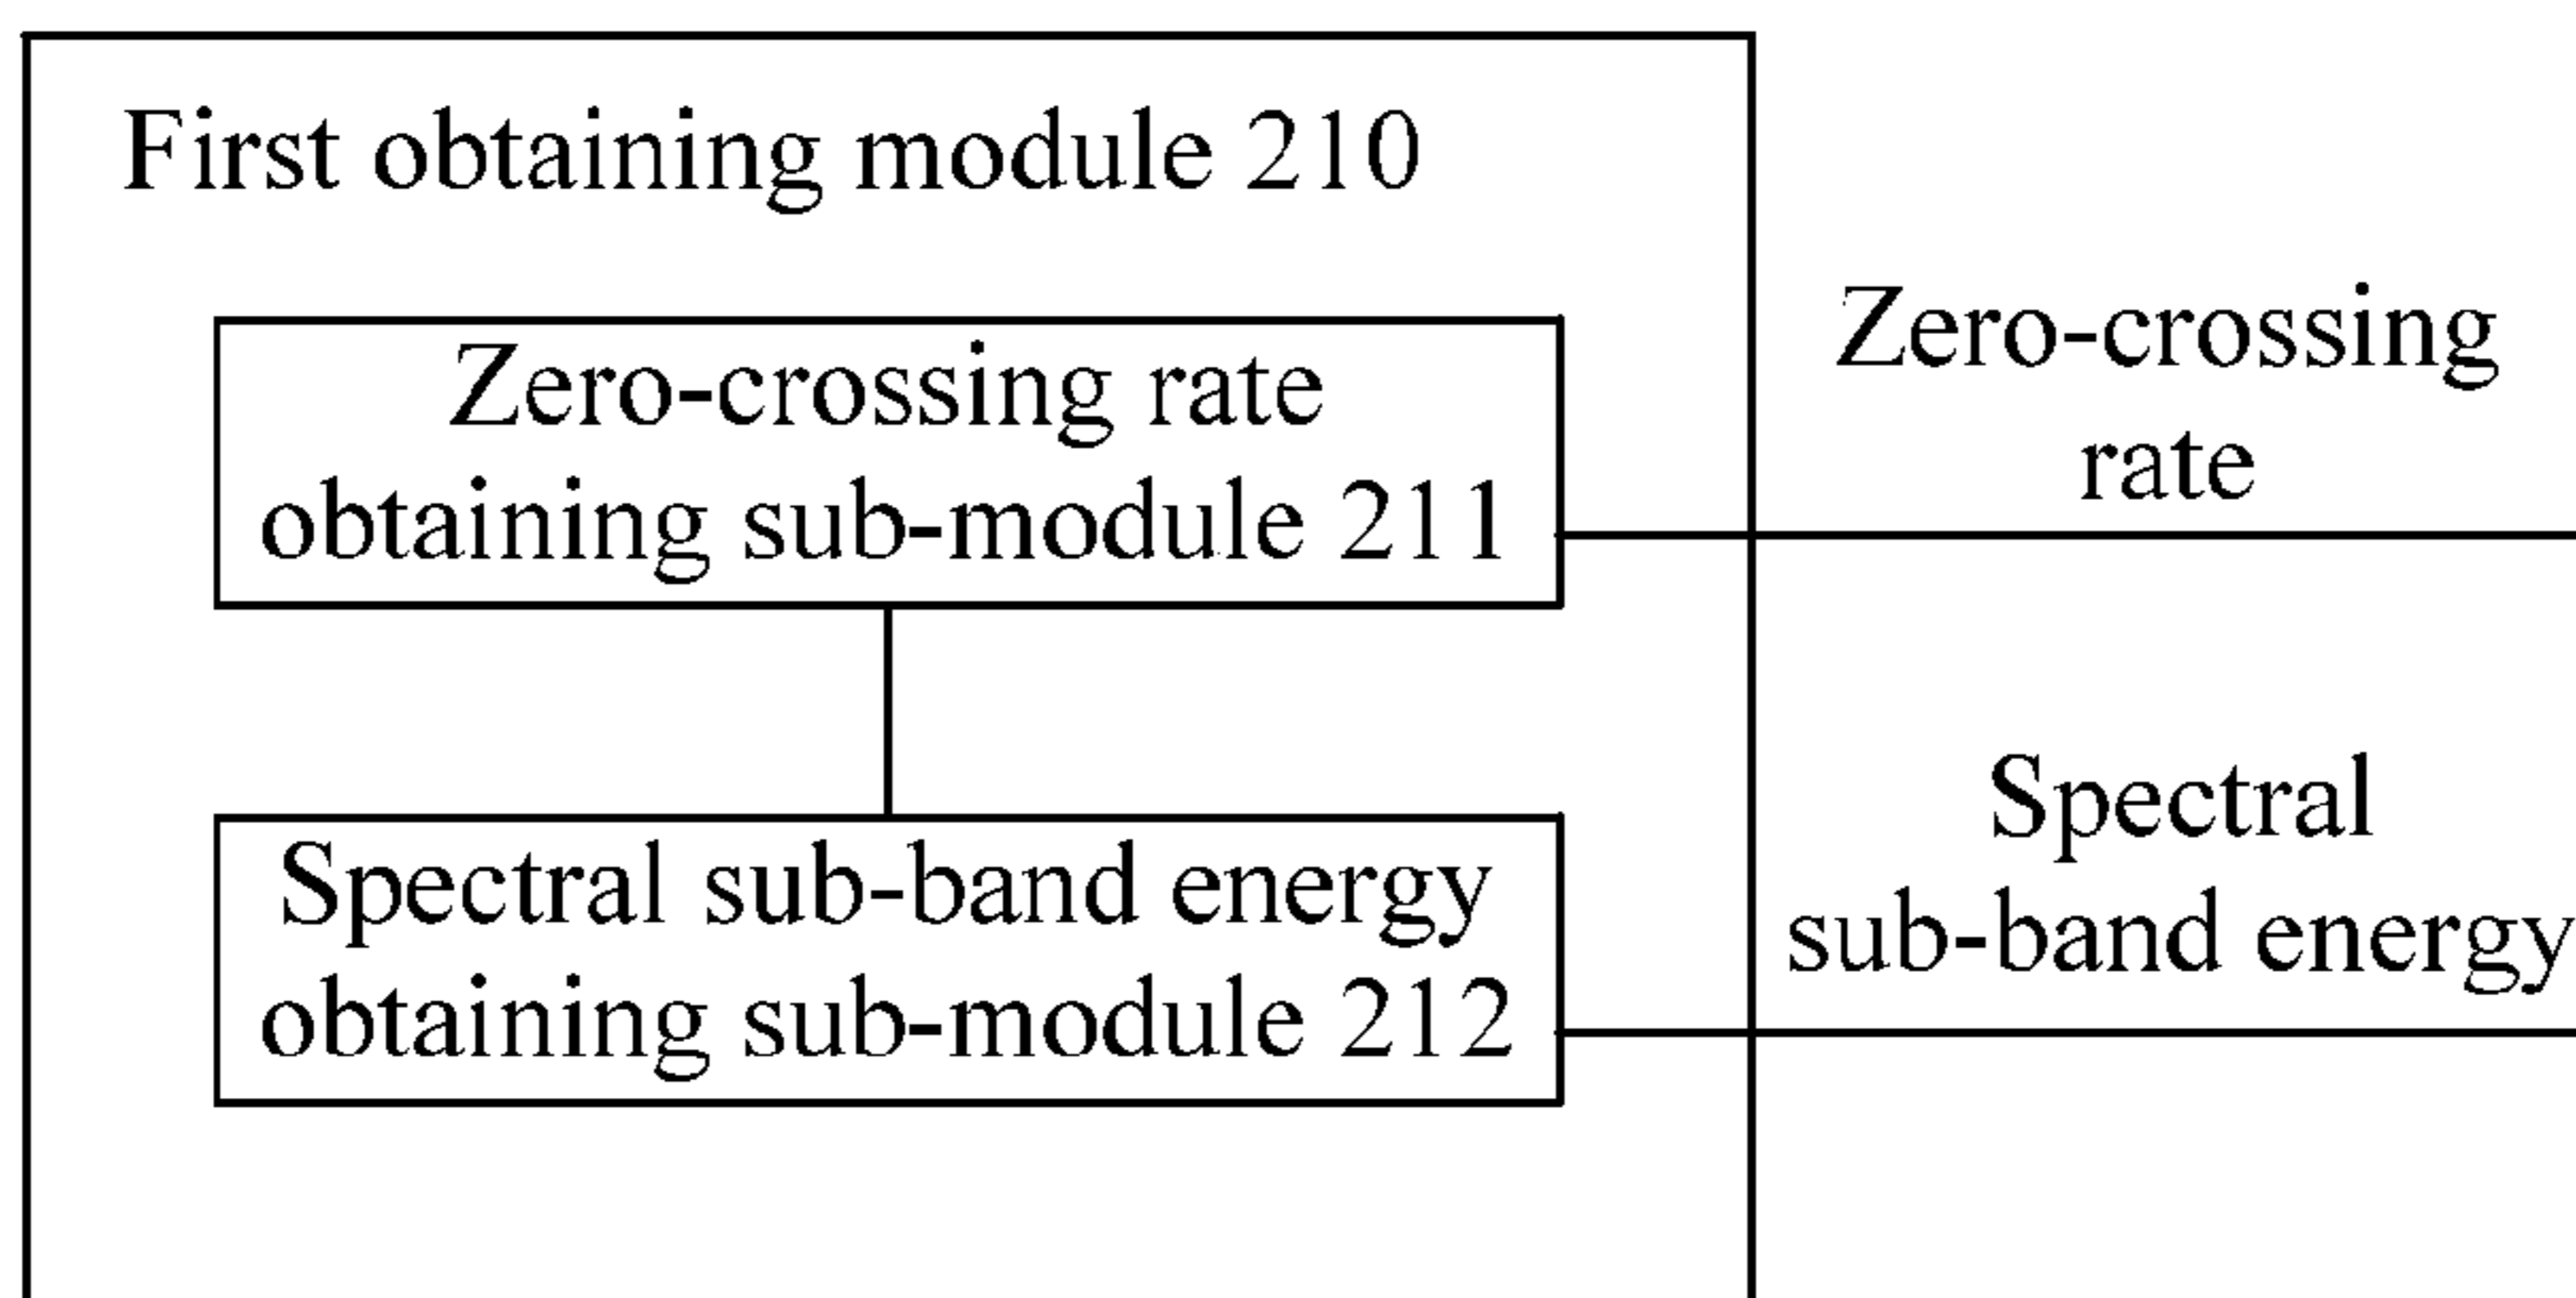 First obtaining module 210
Zero-crossing rate
obtaining sub-module 211
Zero-crossing
rate
Spectral sub-band energy
obtaining sub-module 212
Spectral
sub-band energy